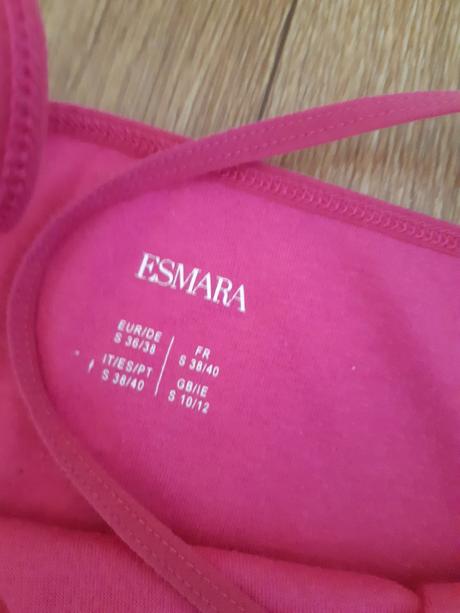 ESMARA
EUR/DE
S 36/38
FR
S 38/40
IT/ES/PT
S 38/40
GB/IE
S 10/12